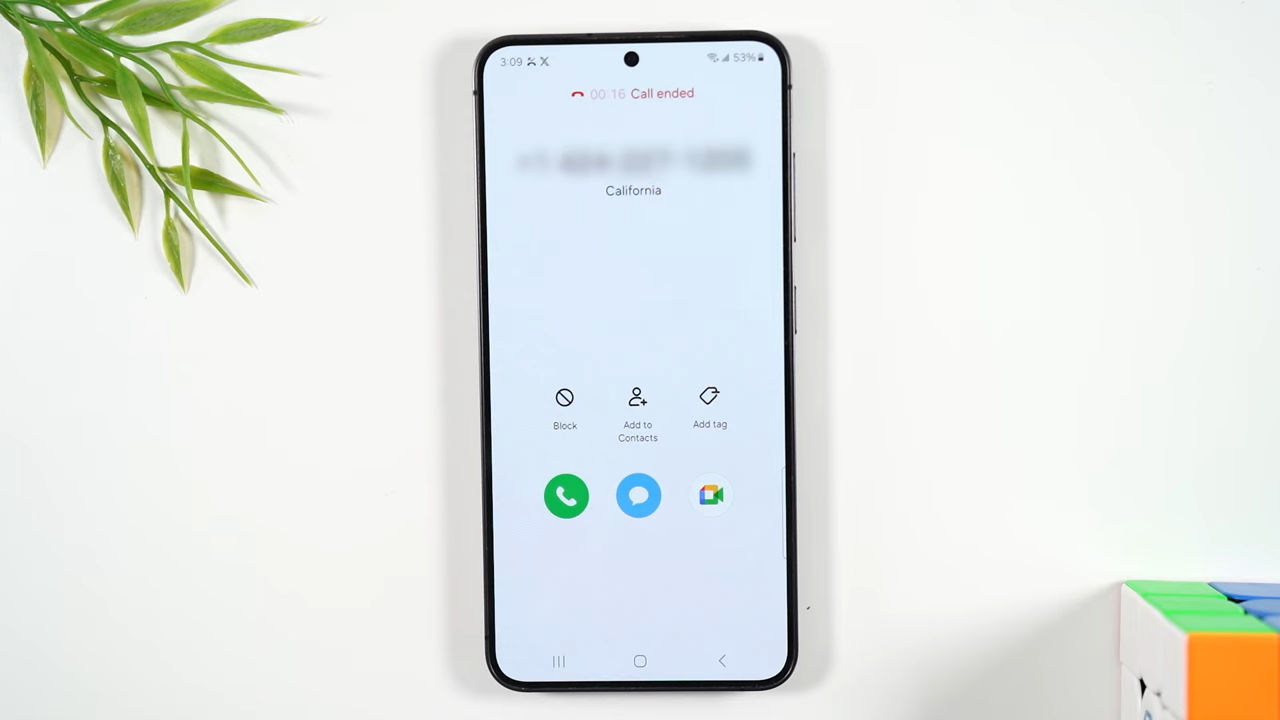 3:09 53%
00:16 Call ended
California
Block
Add to
Contacts
Add tag